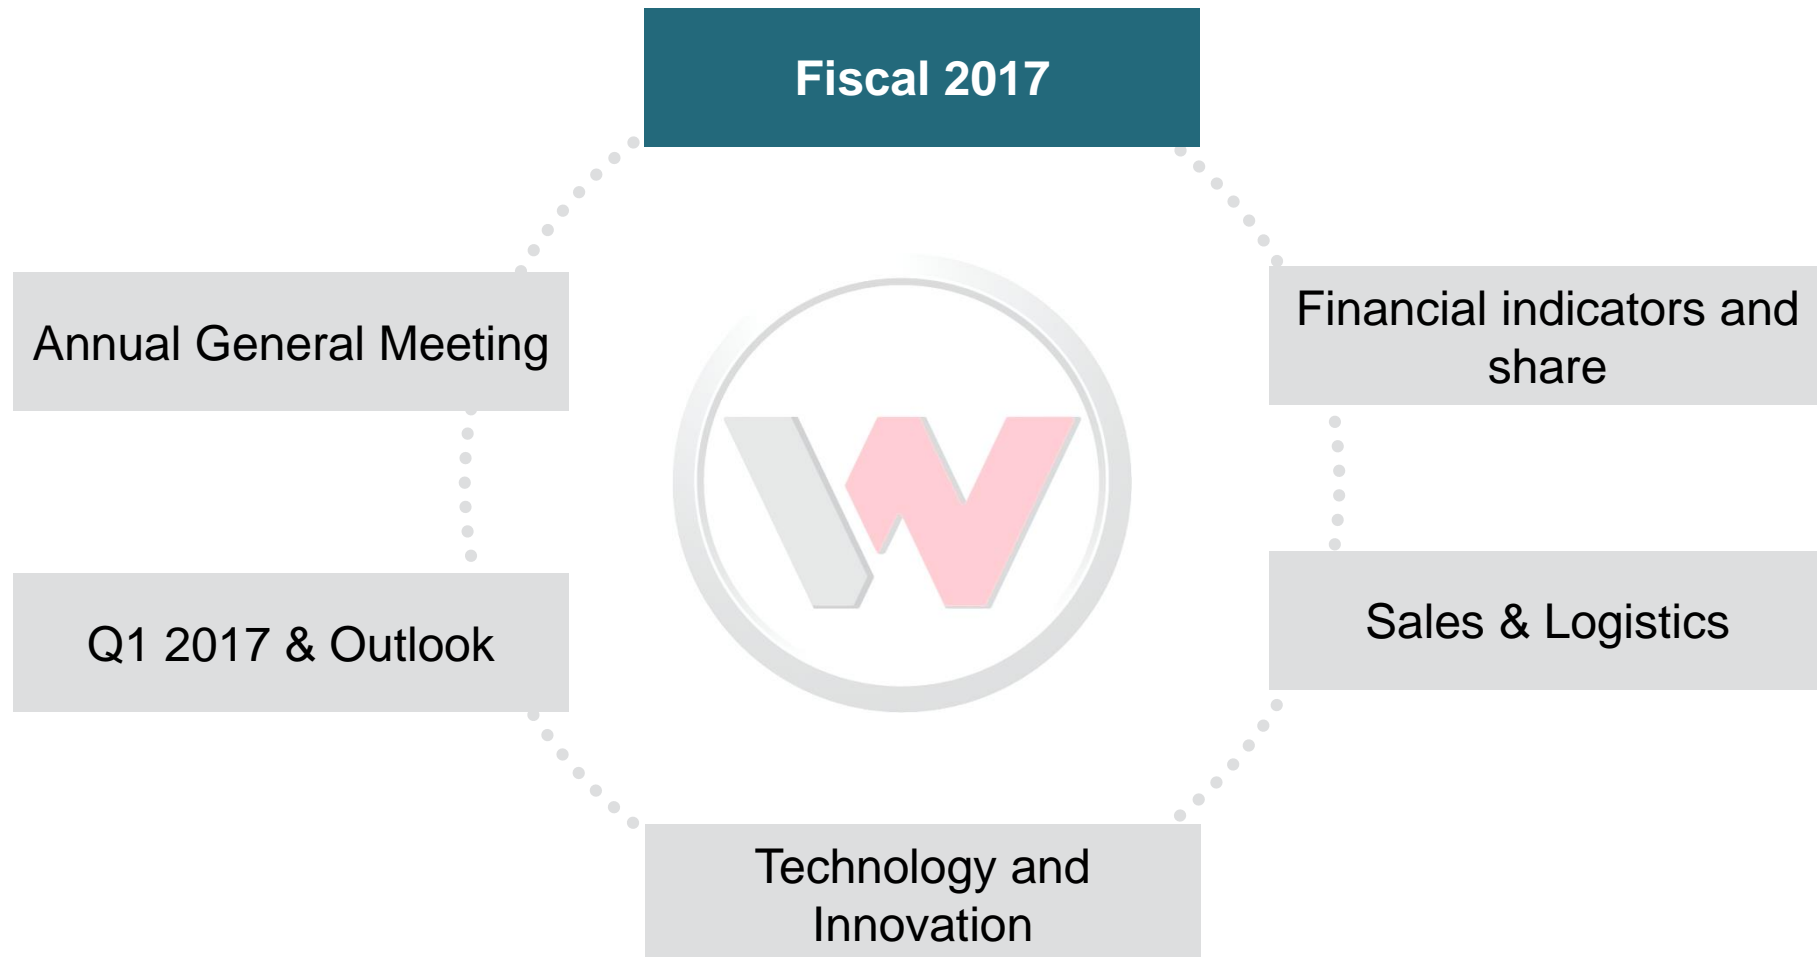 Fiscal 2017
Annual General Meeting
Financial indicators and
share
Q1 2017 & Outlook
Sales & Logistics
Technology and
Innovation